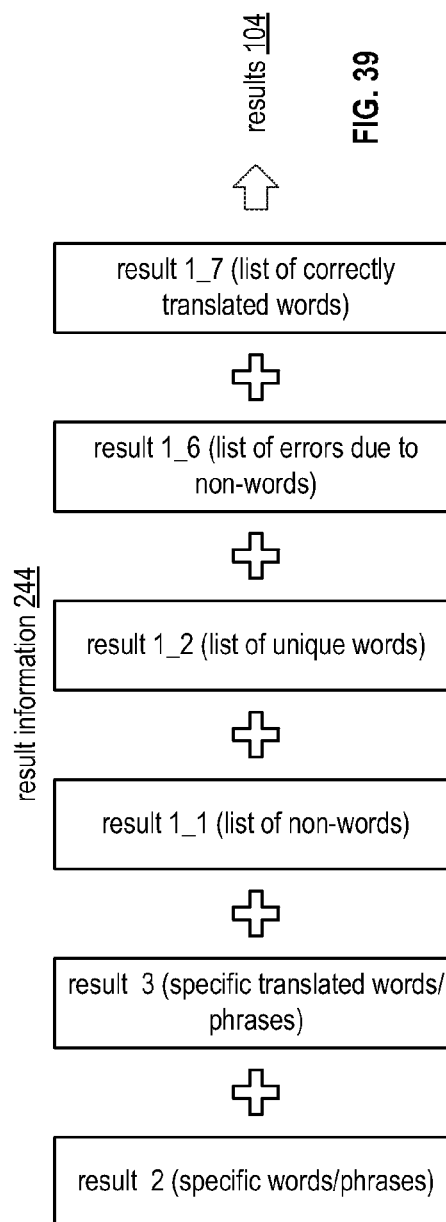 results 104
FIG. 39
result 1_7 (list of correctly
translated words)
result 1_6 (list of errors due to
non-words)
result information 244
result 1_2 (list of unique words)
result 1_1 (list of non-words)
result 3 (specific translated words/
phrases)
result 2 (specific words/phrases)